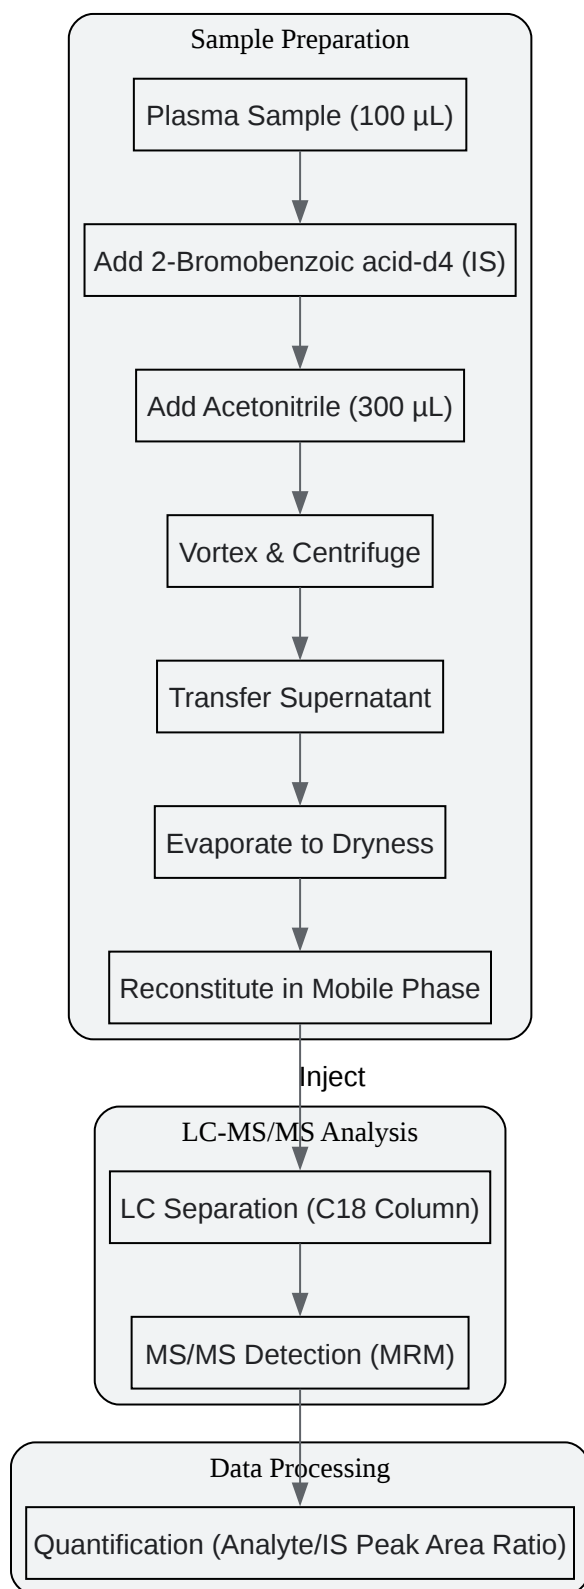 Sample Preparation
Plasma Sample (100 µL)
Add 2-Bromobenzoic acid-d4 (IS)
Add Acetonitrile (300 µL)
Vortex & Centrifuge
Transfer Supernatant
Evaporate to Dryness
Reconstitute in Mobile Phase
Inject
LC-MS/MS Analysis
LC Separation (C18 Column)
MS/MS Detection (MRM)
Data Processing
Quantification (Analyte/IS Peak Area Ratio)